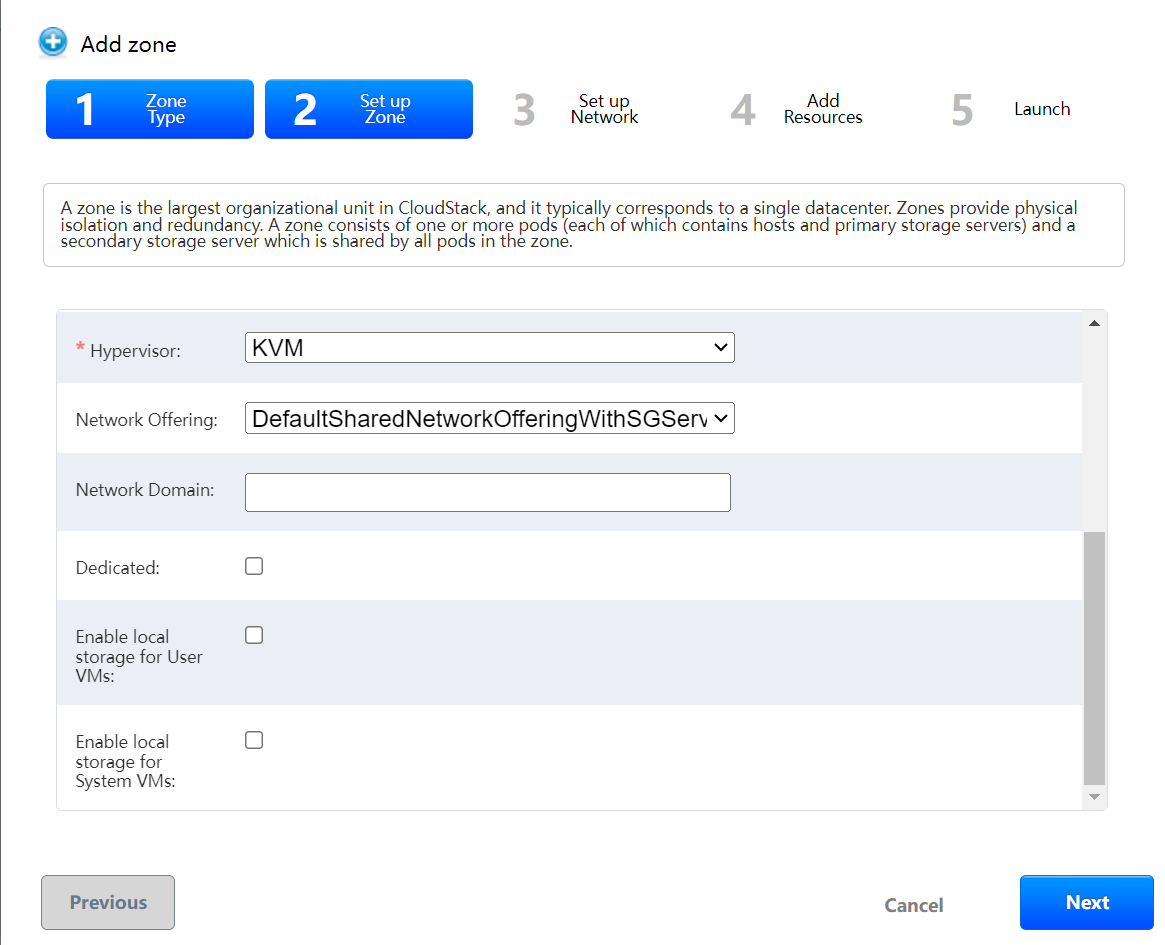 Add zone
1 Zone Type
2 Set up Zone
3 Set up Network
4 Add Resources
5 Launch
A zone is the largest organizational unit in CloudStack, and it typically corresponds to a single datacenter. Zones provide physical
isolation and redundancy. A zone consists of one or more pods (each of which contains hosts and primary storage servers) and a
secondary storage server which is shared by all pods in the zone.
* Hypervisor: KVM
Network Offering: DefaultSharedNetworkOfferingWithSGServ
Network Domain:
Dedicated:
Enable local
storage for User
VMs:
Enable local
storage for
System VMs:
Previous
Cancel
Next